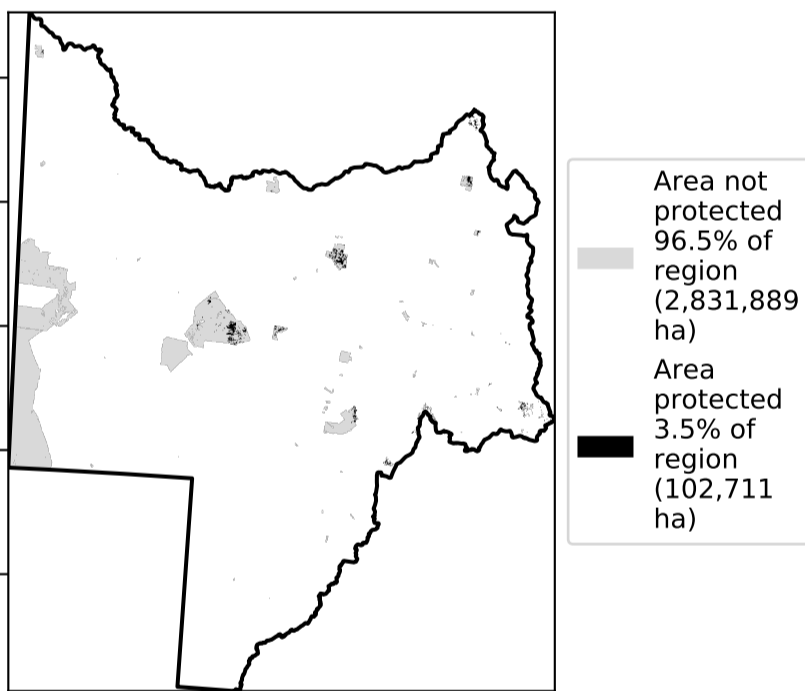 Area not
protected
96.5% of
region
(2,831,889
ha)
Area
protected
3.5% of
region
(102,711
ha)